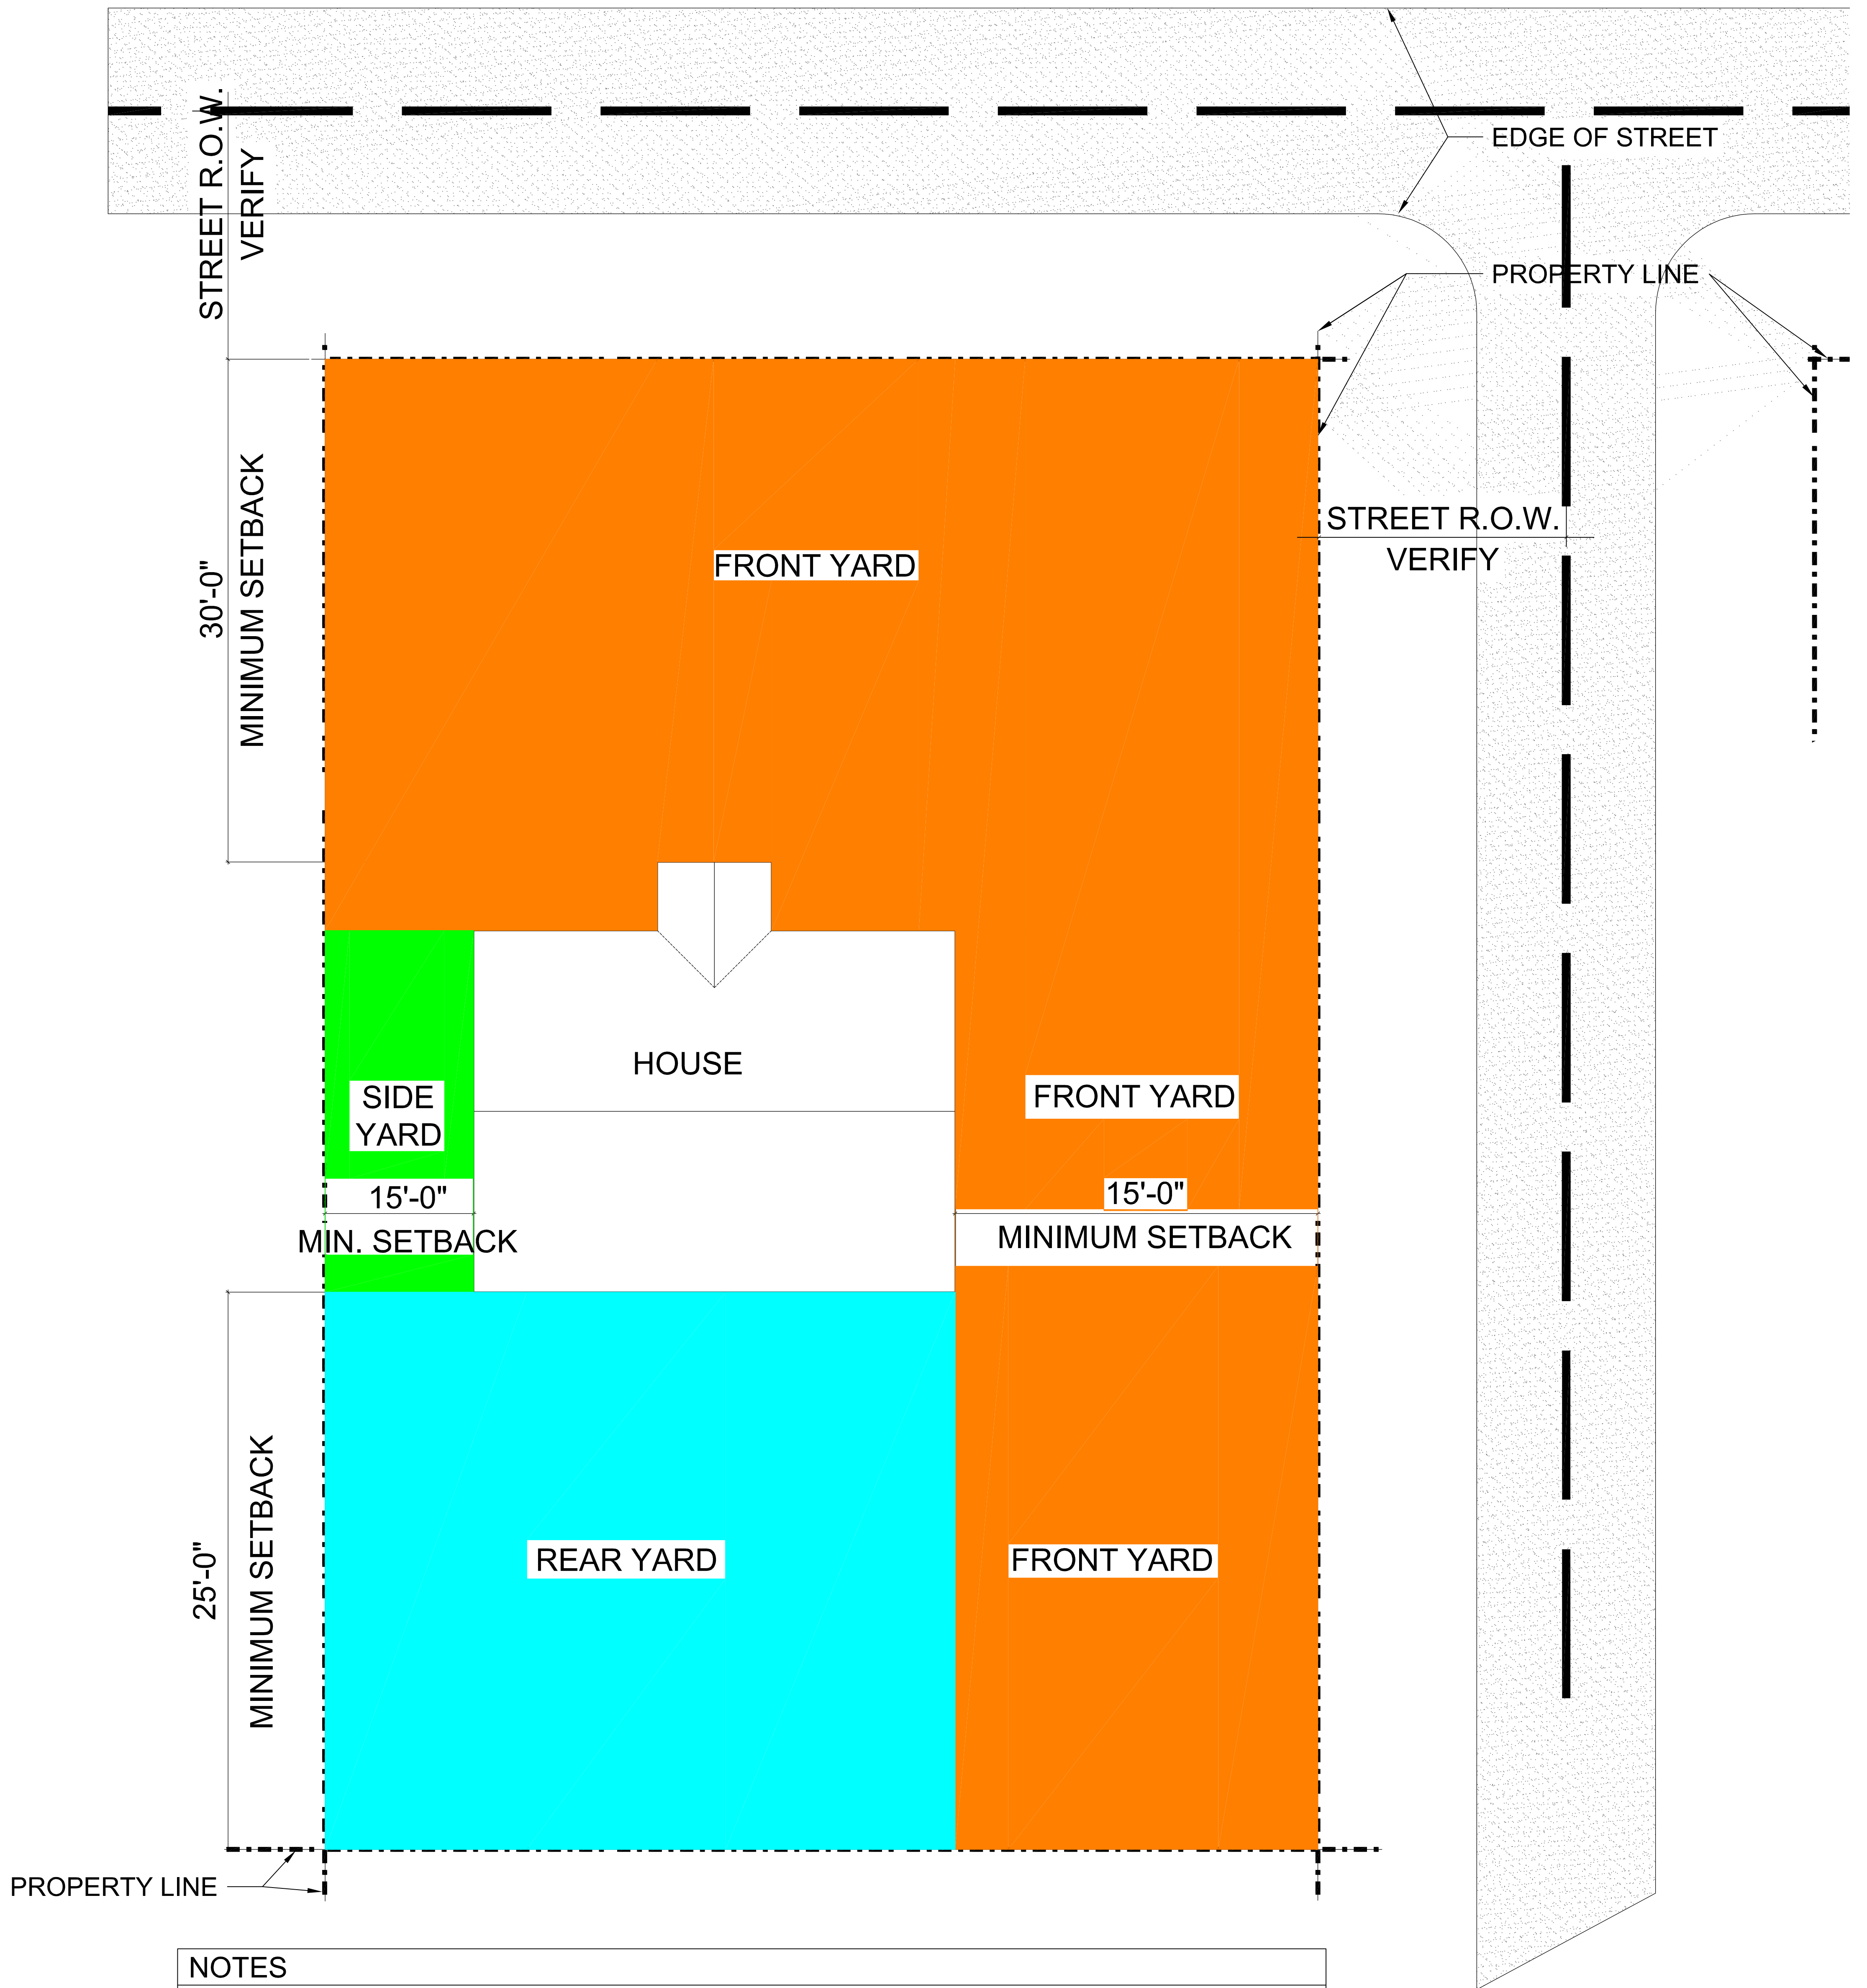 EDGE OF STREET
STREET R.O.W.
VERIFY
PROPERTY LINE
STREET R.O.W.
VERIFY
30'-0"
MINIMUM SETBACK
FRONT YARD
HOUSE
SIDE
YARD
FRONT YARD
15'-0"
MIN. SETBACK
15'-0"
MINIMUM SETBACK
25'-0"
MINIMUM SETBACK
REAR YARD
FRONT YARD
PROPERTY LINE
NOTES